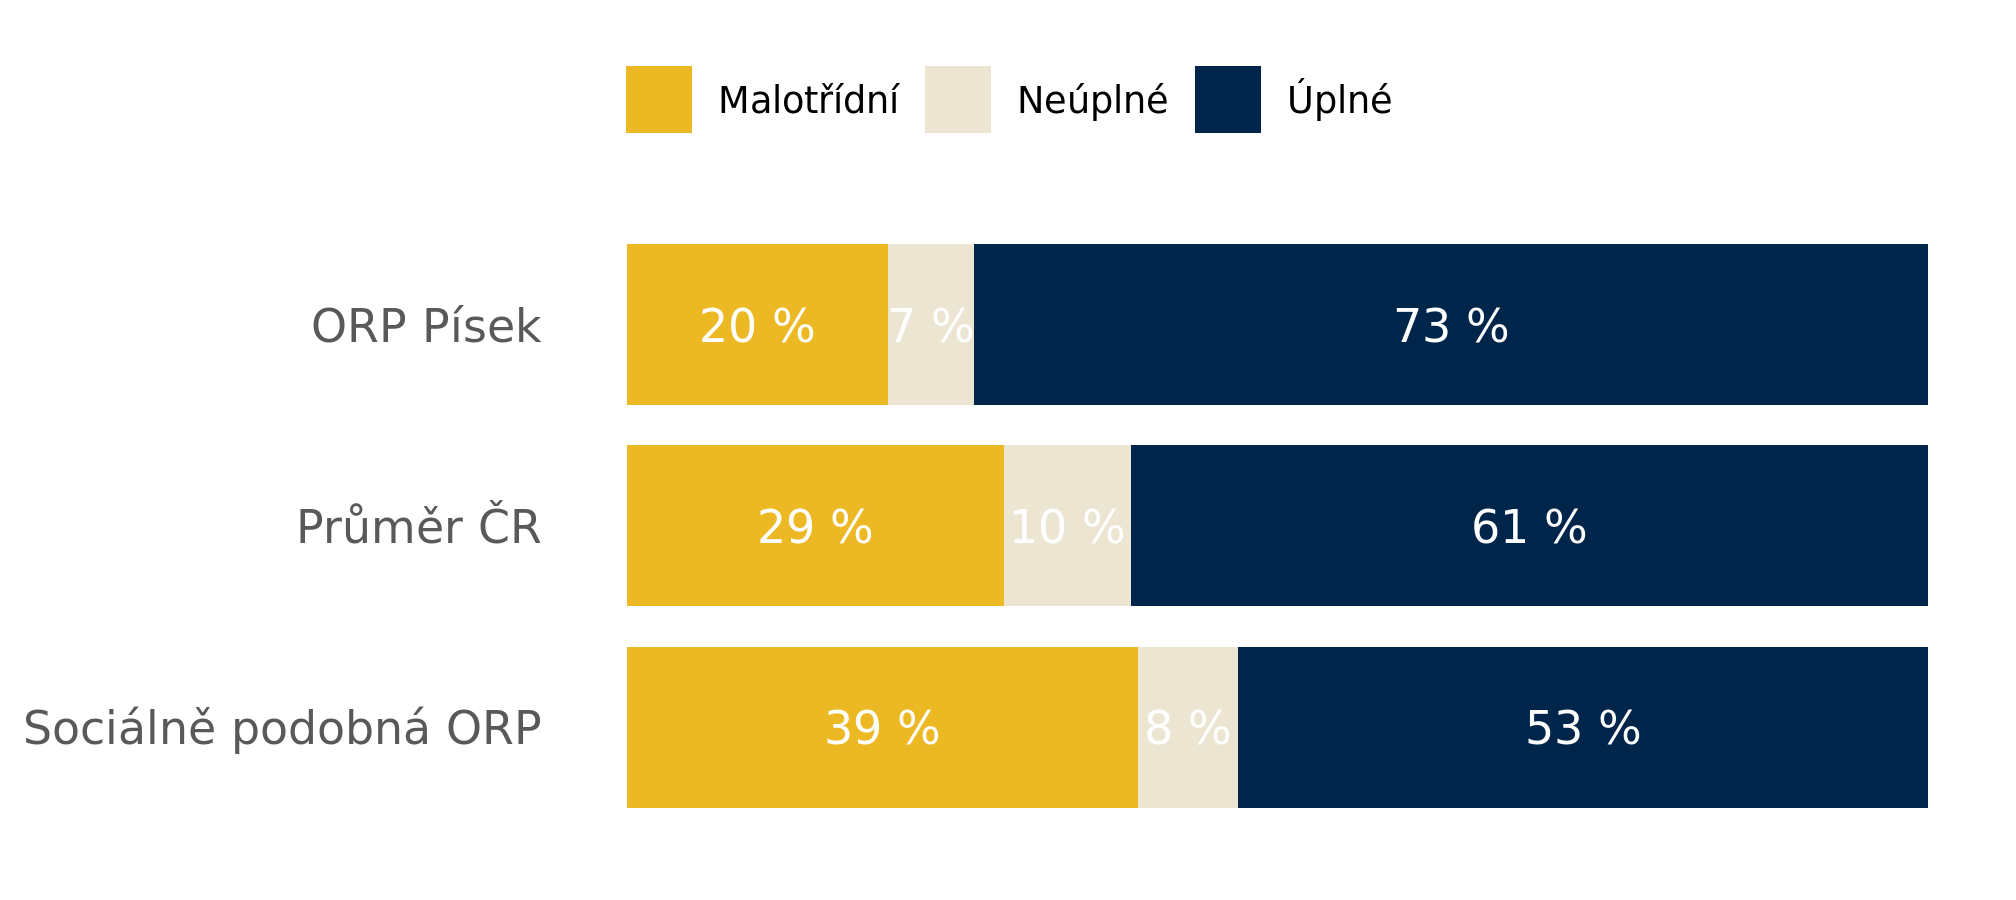 Malotřídní Neúplné Úplné
ORP Písek 20 % 7 % 73 %
Průměr ČR 29 % 10 % 61 %
Sociálně podobná ORP 39 % 8 % 53 %